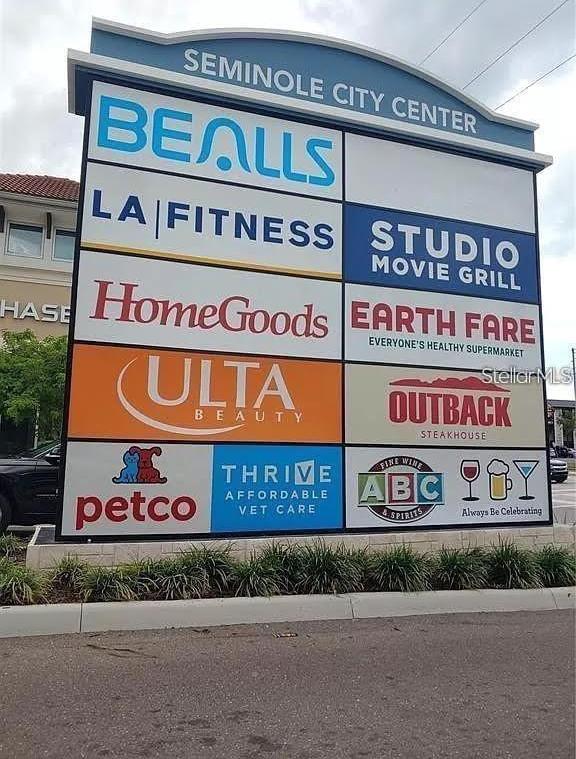 SEMINOLE CITY CENTER
BEALLS
LA|FITNESS
STUDIO
MOVIE GRILL
HomeGoods
EARTH FARE
EVERYONE'S HEALTHY SUPERMARKET
ULTA
BEAUTY
OUTBACK
STEAKHOUSE
petco
THRIVE
AFFORDABLE
VET CARE
FINE WINE
ABC
& SPIRITS
Always Be Celebrating
HASE
StellarMLS